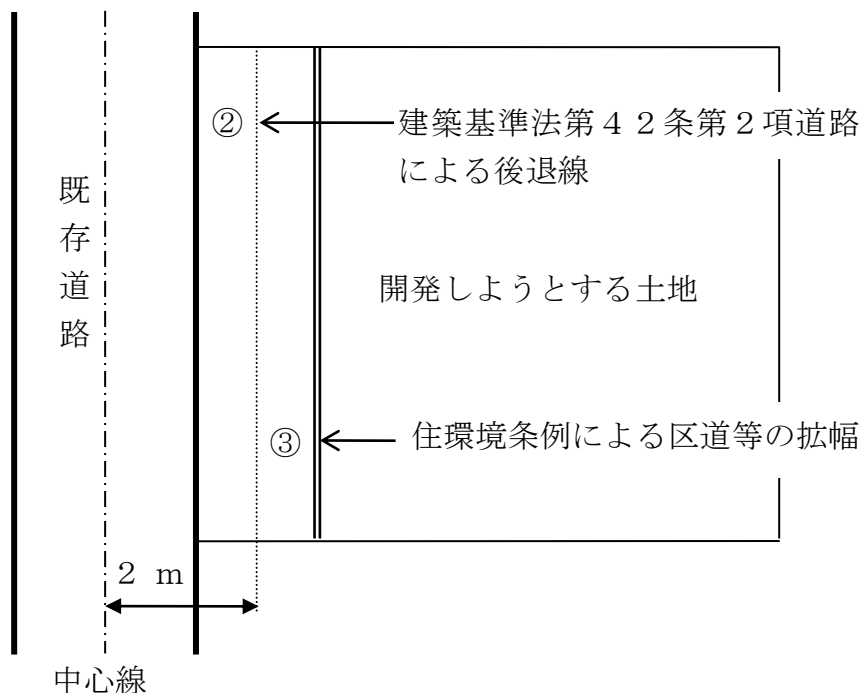 ② 建築基準法第４２条第２項道路
による後退線
既存道路
開発しようとする土地
③ 住環境条例による区道等の拡幅
２ ｍ
中心線